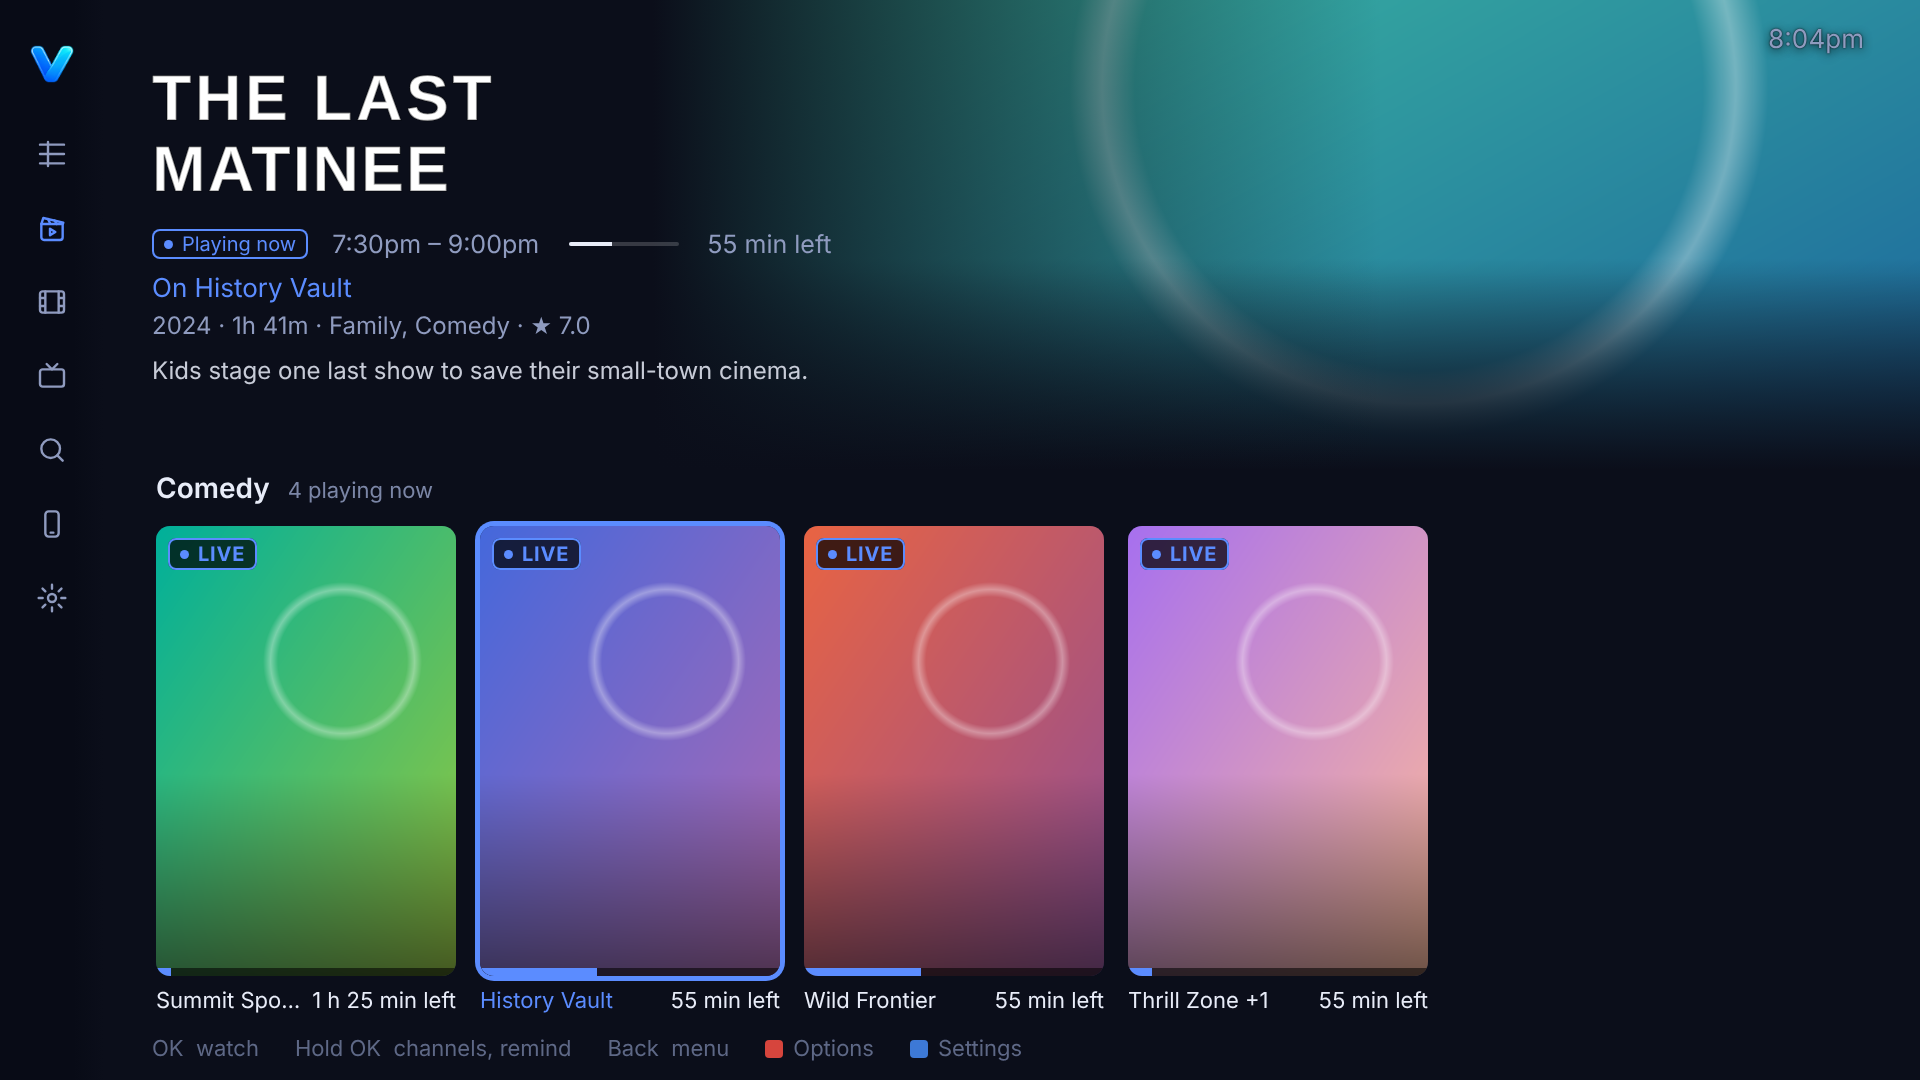 8:04pm
THE LAST
MATINEE
Playing now 7:30pm – 9:00pm 55 min left
On History Vault
2024 · 1h 41m · Family, Comedy · ★ 7.0
Kids stage one last show to save their small-town cinema.
Comedy 4 playing now
LIVE LIVE LIVE LIVE
Summit Spo... 1 h 25 min left History Vault 55 min left Wild Frontier 55 min left Thrill Zone +1 55 min left
OK watch Hold OK channels, remind Back menu Options Settings